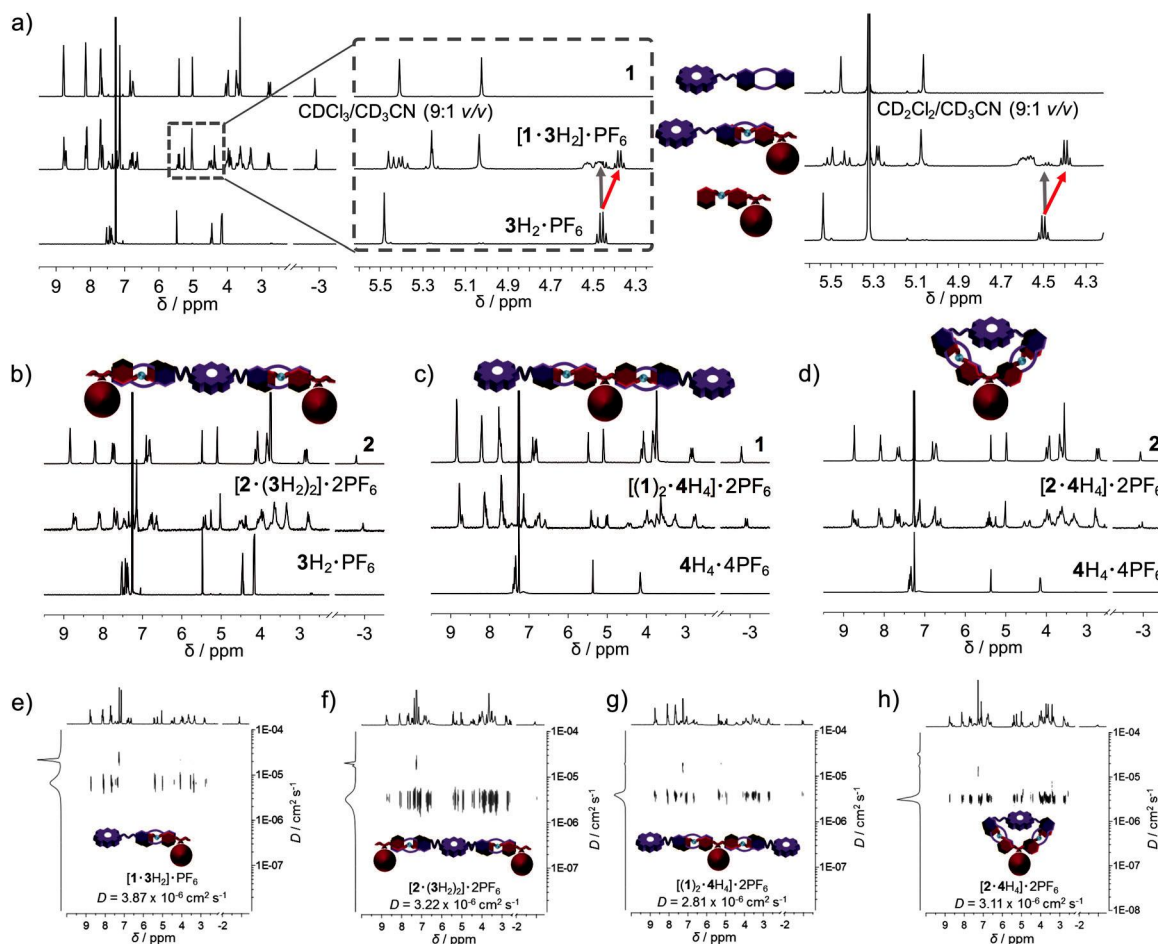 a)
1
CDCl3/CD3CN (9:1 v/v)
[1·3H2]·PF6
3H2·PF6
CD2Cl2/CD3CN (9:1 v/v)
9 8 7 6 5 4 3 -3
δ / ppm
5.5 5.3 5.1 4.9 4.7 4.5 4.3
δ / ppm
5.5 5.3 5.1 4.9 4.7 4.5 4.3
δ / ppm
b)
2
[2·(3H2)2]·2PF6
3H2·PF6
9 8 7 6 5 4 3 -3
δ / ppm
c)
1
[(1)2·4H4]·2PF6
4H4·4PF6
9 8 7 6 5 4 3 -3
δ / ppm
d)
2
[2·4H4]·2PF6
4H4·4PF6
9 8 7 6 5 4 3 -3
δ / ppm
e)
1E-04
1E-05
1E-06
1E-07
D / cm2 s-1
[1·3H2]·PF6
D = 3.87 x 10-6 cm2 s-1
9 8 7 6 5 4 3 2 -2
δ / ppm
f)
1E-04
1E-05
1E-06
1E-07
D / cm2 s-1
[2·(3H2)2]·2PF6
D = 3.22 x 10-6 cm2 s-1
9 8 7 6 5 4 3 2 -2
δ / ppm
g)
1E-04
1E-05
1E-06
1E-07
D / cm2 s-1
[(1)2·4H4]·2PF6
D = 2.81 x 10-6 cm2 s-1
9 8 7 6 5 4 3 2 -2
δ / ppm
h)
1E-04
1E-05
1E-06
1E-07
1E-08
D / cm2 s-1
[2·4H4]·2PF6
D = 3.11 x 10-6 cm2 s-1
9 8 7 6 5 4 3 2 -2
δ / ppm